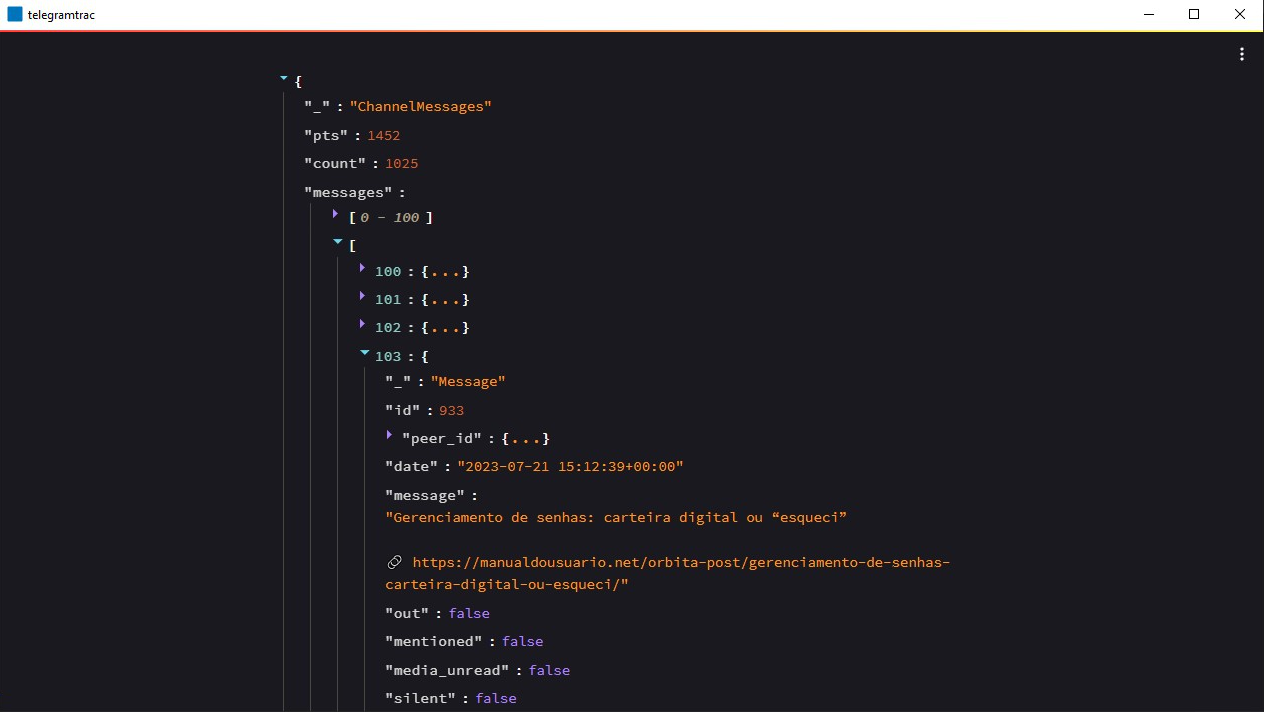 telegramtrac
{
"_" : "ChannelMessages"
"pts" : 1452
"count" : 1025
"messages" :
[ 0 - 100 ]
[
100 : {...}
101 : {...}
102 : {...}
103 : {
"_" : "Message"
"id" : 933
"peer_id" : {...}
"date" : "2023-07-21 15:12:39+00:00"
"message" :
"Gerenciamento de senhas: carteira digital ou “esqueci”
🔗 https://manualdousuario.net/orbita-post/gerenciamento-de-senhas-
carteira-digital-ou-esqueci/"
"out" : false
"mentioned" : false
"media_unread" : false
"silent" : false